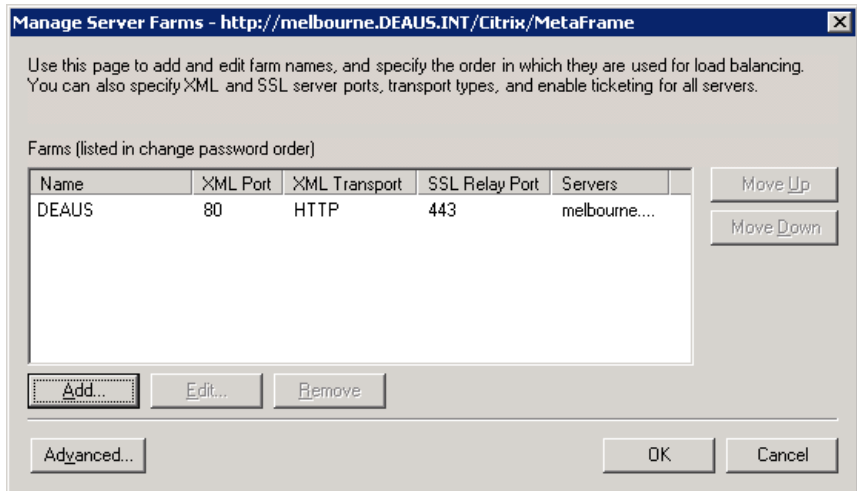 Manage Server Farms - http://melbourne.DEAUS.INT/Citrix/MetaFrame
Use this page to add and edit farm names, and specify the order in which they are used for load balancing.
You can also specify XML and SSL server ports, transport types, and enable ticketing for all servers.
Farms (listed in change password order)
Name XML Port XML Transport SSL Relay Port Servers
DEAUS 80 HTTP 443 melbourne....
Move Up
Move Down
Add... Edit... Remove
Advanced... OK Cancel